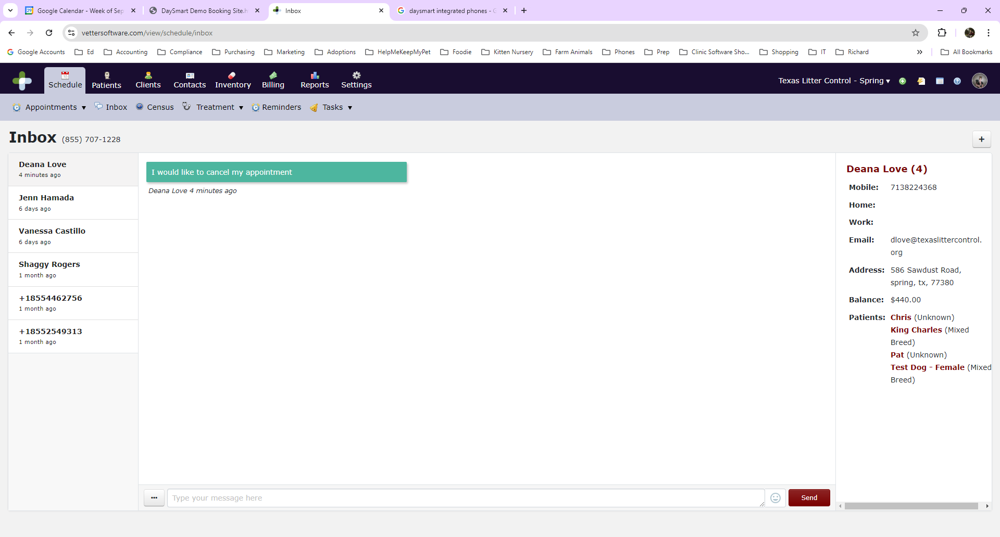 Google Calendar - Week of Sep
DaySmart Demo Booking Site.h
Inbox
daysmart integrated phones - G
vettersoftware.com/view/schedule/inbox
Google Accounts
Ed
Accounting
Compliance
Purchasing
Marketing
Adoptions
HelpMeKeepMyPet
Foodie
Kitten Nursery
Farm Animals
Phones
Prep
Clinic Software Sho...
Shopping
IT
Richard
All Bookmarks
Schedule
Patients
Clients
Contacts
Inventory
Billing
Reports
Settings
Texas Litter Control - Spring
Appointments
Inbox
Census
Treatment
Reminders
Tasks
Inbox (855) 707-1228
+
Deana Love
4 minutes ago
Jenn Hamada
6 days ago
Vanessa Castillo
6 days ago
Shaggy Rogers
1 month ago
+18554462756
1 month ago
+18552549313
1 month ago
I would like to cancel my appointment
Deana Love 4 minutes ago
Type your message here
Send
Deana Love (4)
Mobile: 7138224368
Home:
Work:
Email: dlove@texaslittercontrol.
org
Address: 586 Sawdust Road,
spring, tx, 77380
Balance: $440.00
Patients: Chris (Unknown)
King Charles (Mixed
Breed)
Pat (Unknown)
Test Dog - Female (Mixed
Breed)